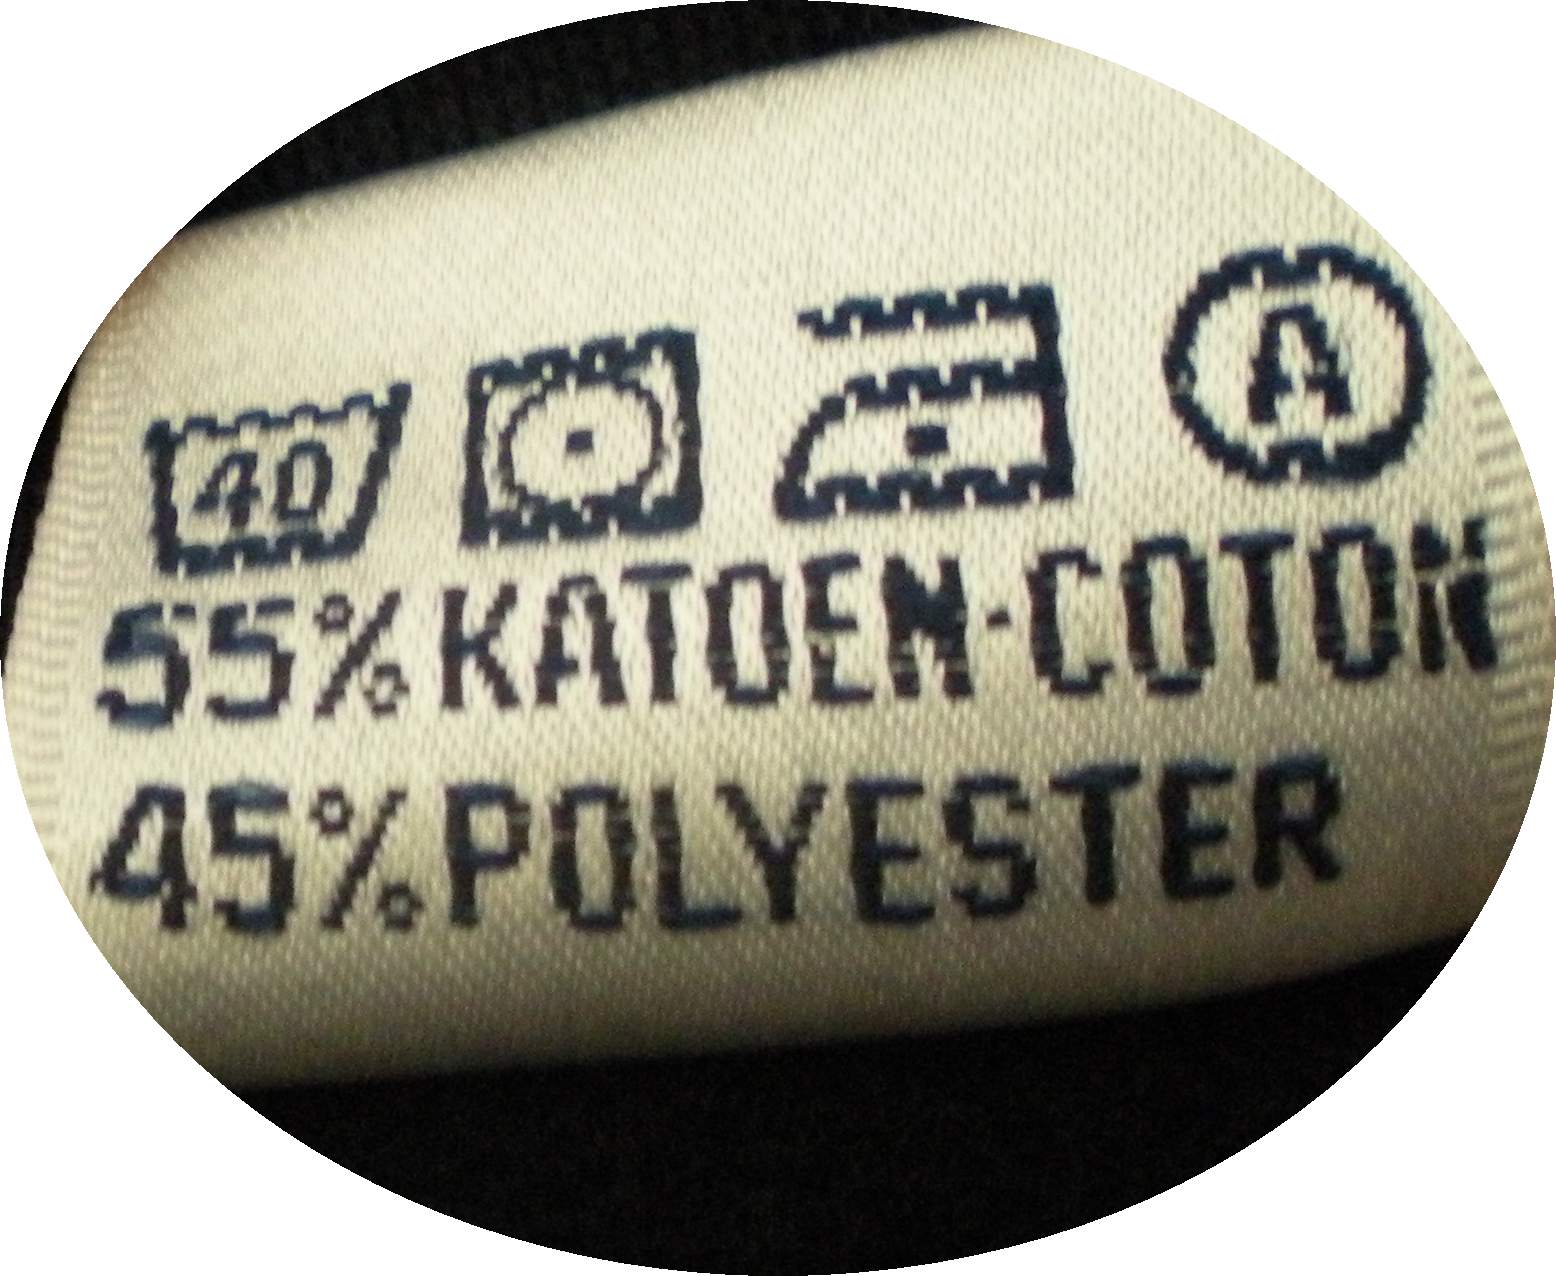 40 A
55% KATOEN-COTON
45% POLYESTER